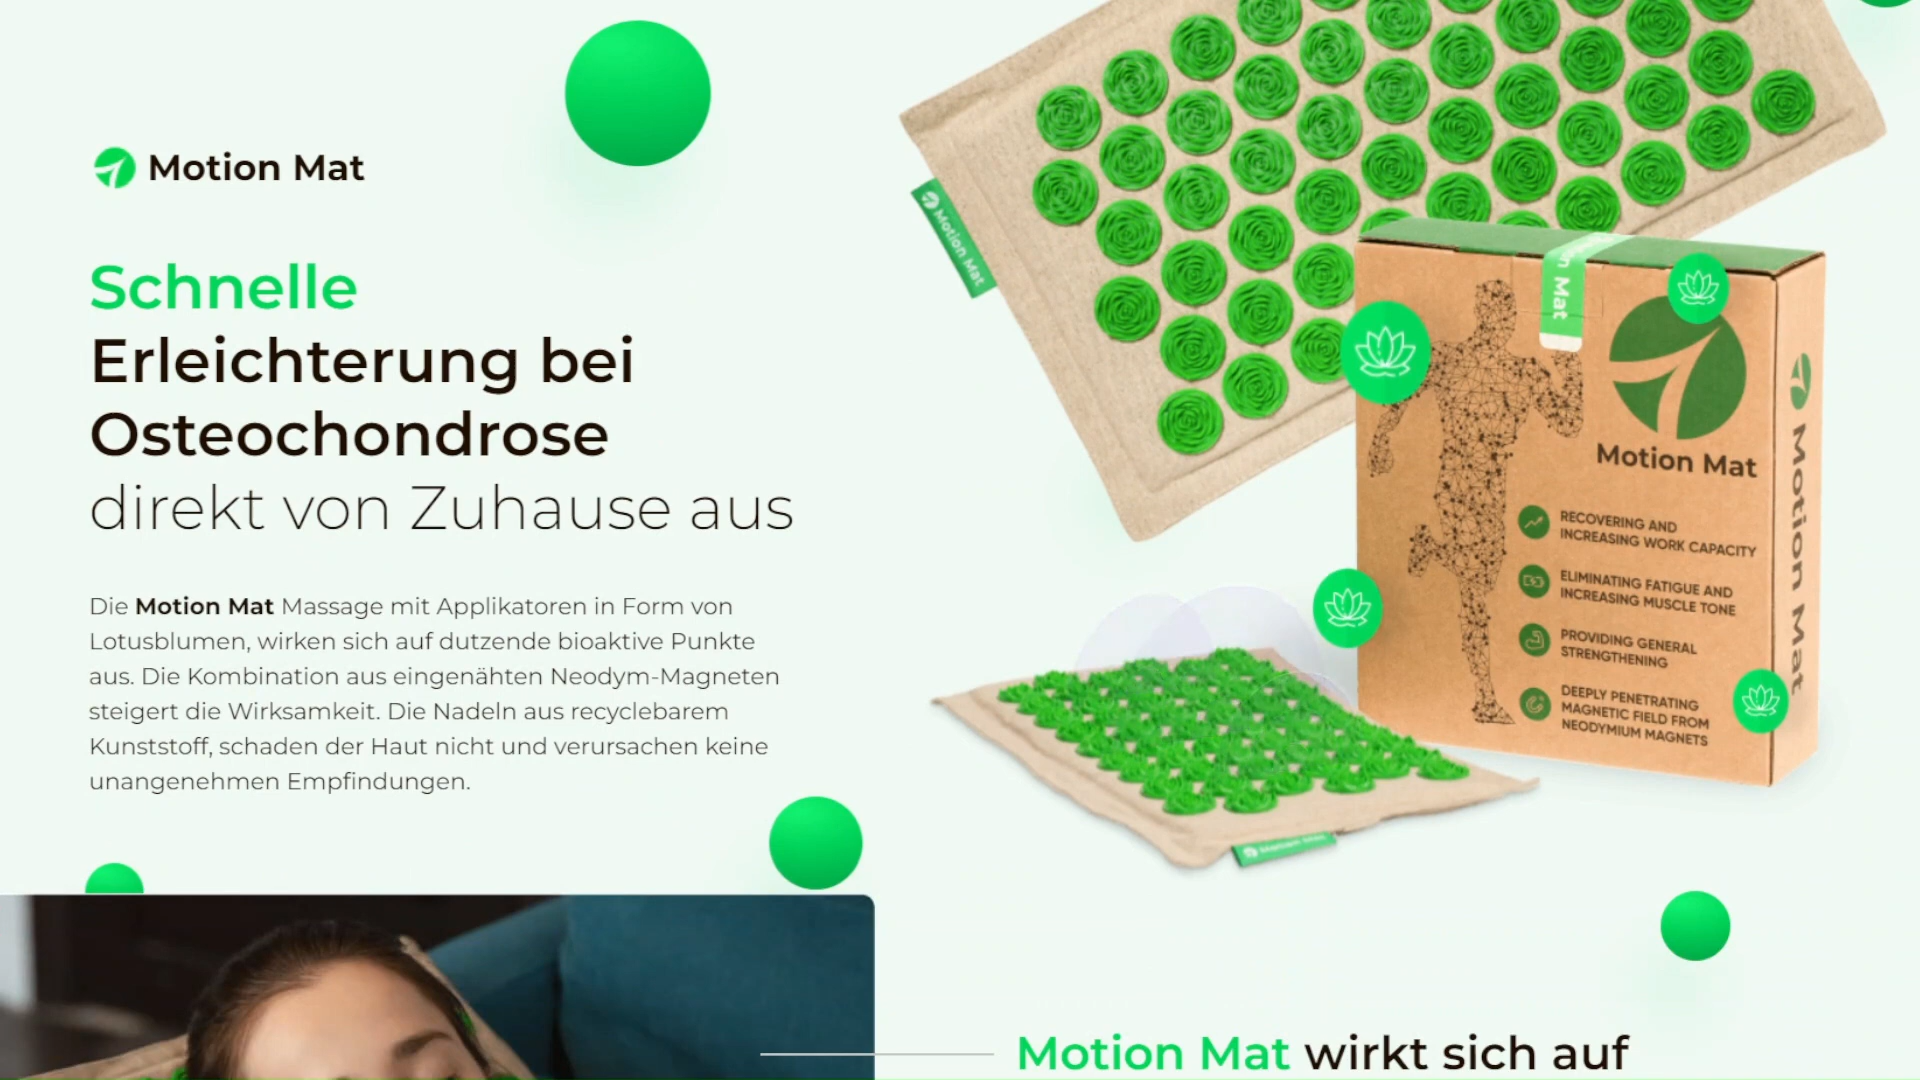 Motion Mat
Schnelle
Erleichterung bei
Osteochondrose
direkt von Zuhause aus
Die Motion Mat Massage mit Applikatoren in Form von
Lotusblumen, wirken sich auf dutzende bioaktive Punkte
aus. Die Kombination aus eingenähten Neodym-Magneten
steigert die Wirksamkeit. Die Nadeln aus recyclebarem
Kunststoff, schaden der Haut nicht und verursachen keine
unangenehmen Empfindungen.
Motion Mat
Mat
Motion Mat
Motion Mat
RECOVERING AND
INCREASING WORK CAPACITY
ELIMINATING FATIGUE AND
INCREASING MUSCLE TONE
PROVIDING GENERAL
STRENGTHENING
DEEPLY PENETRATING
MAGNETIC FIELD FROM
NEODYMIUM MAGNETS
Motion Mat
Motion Mat wirkt sich auf